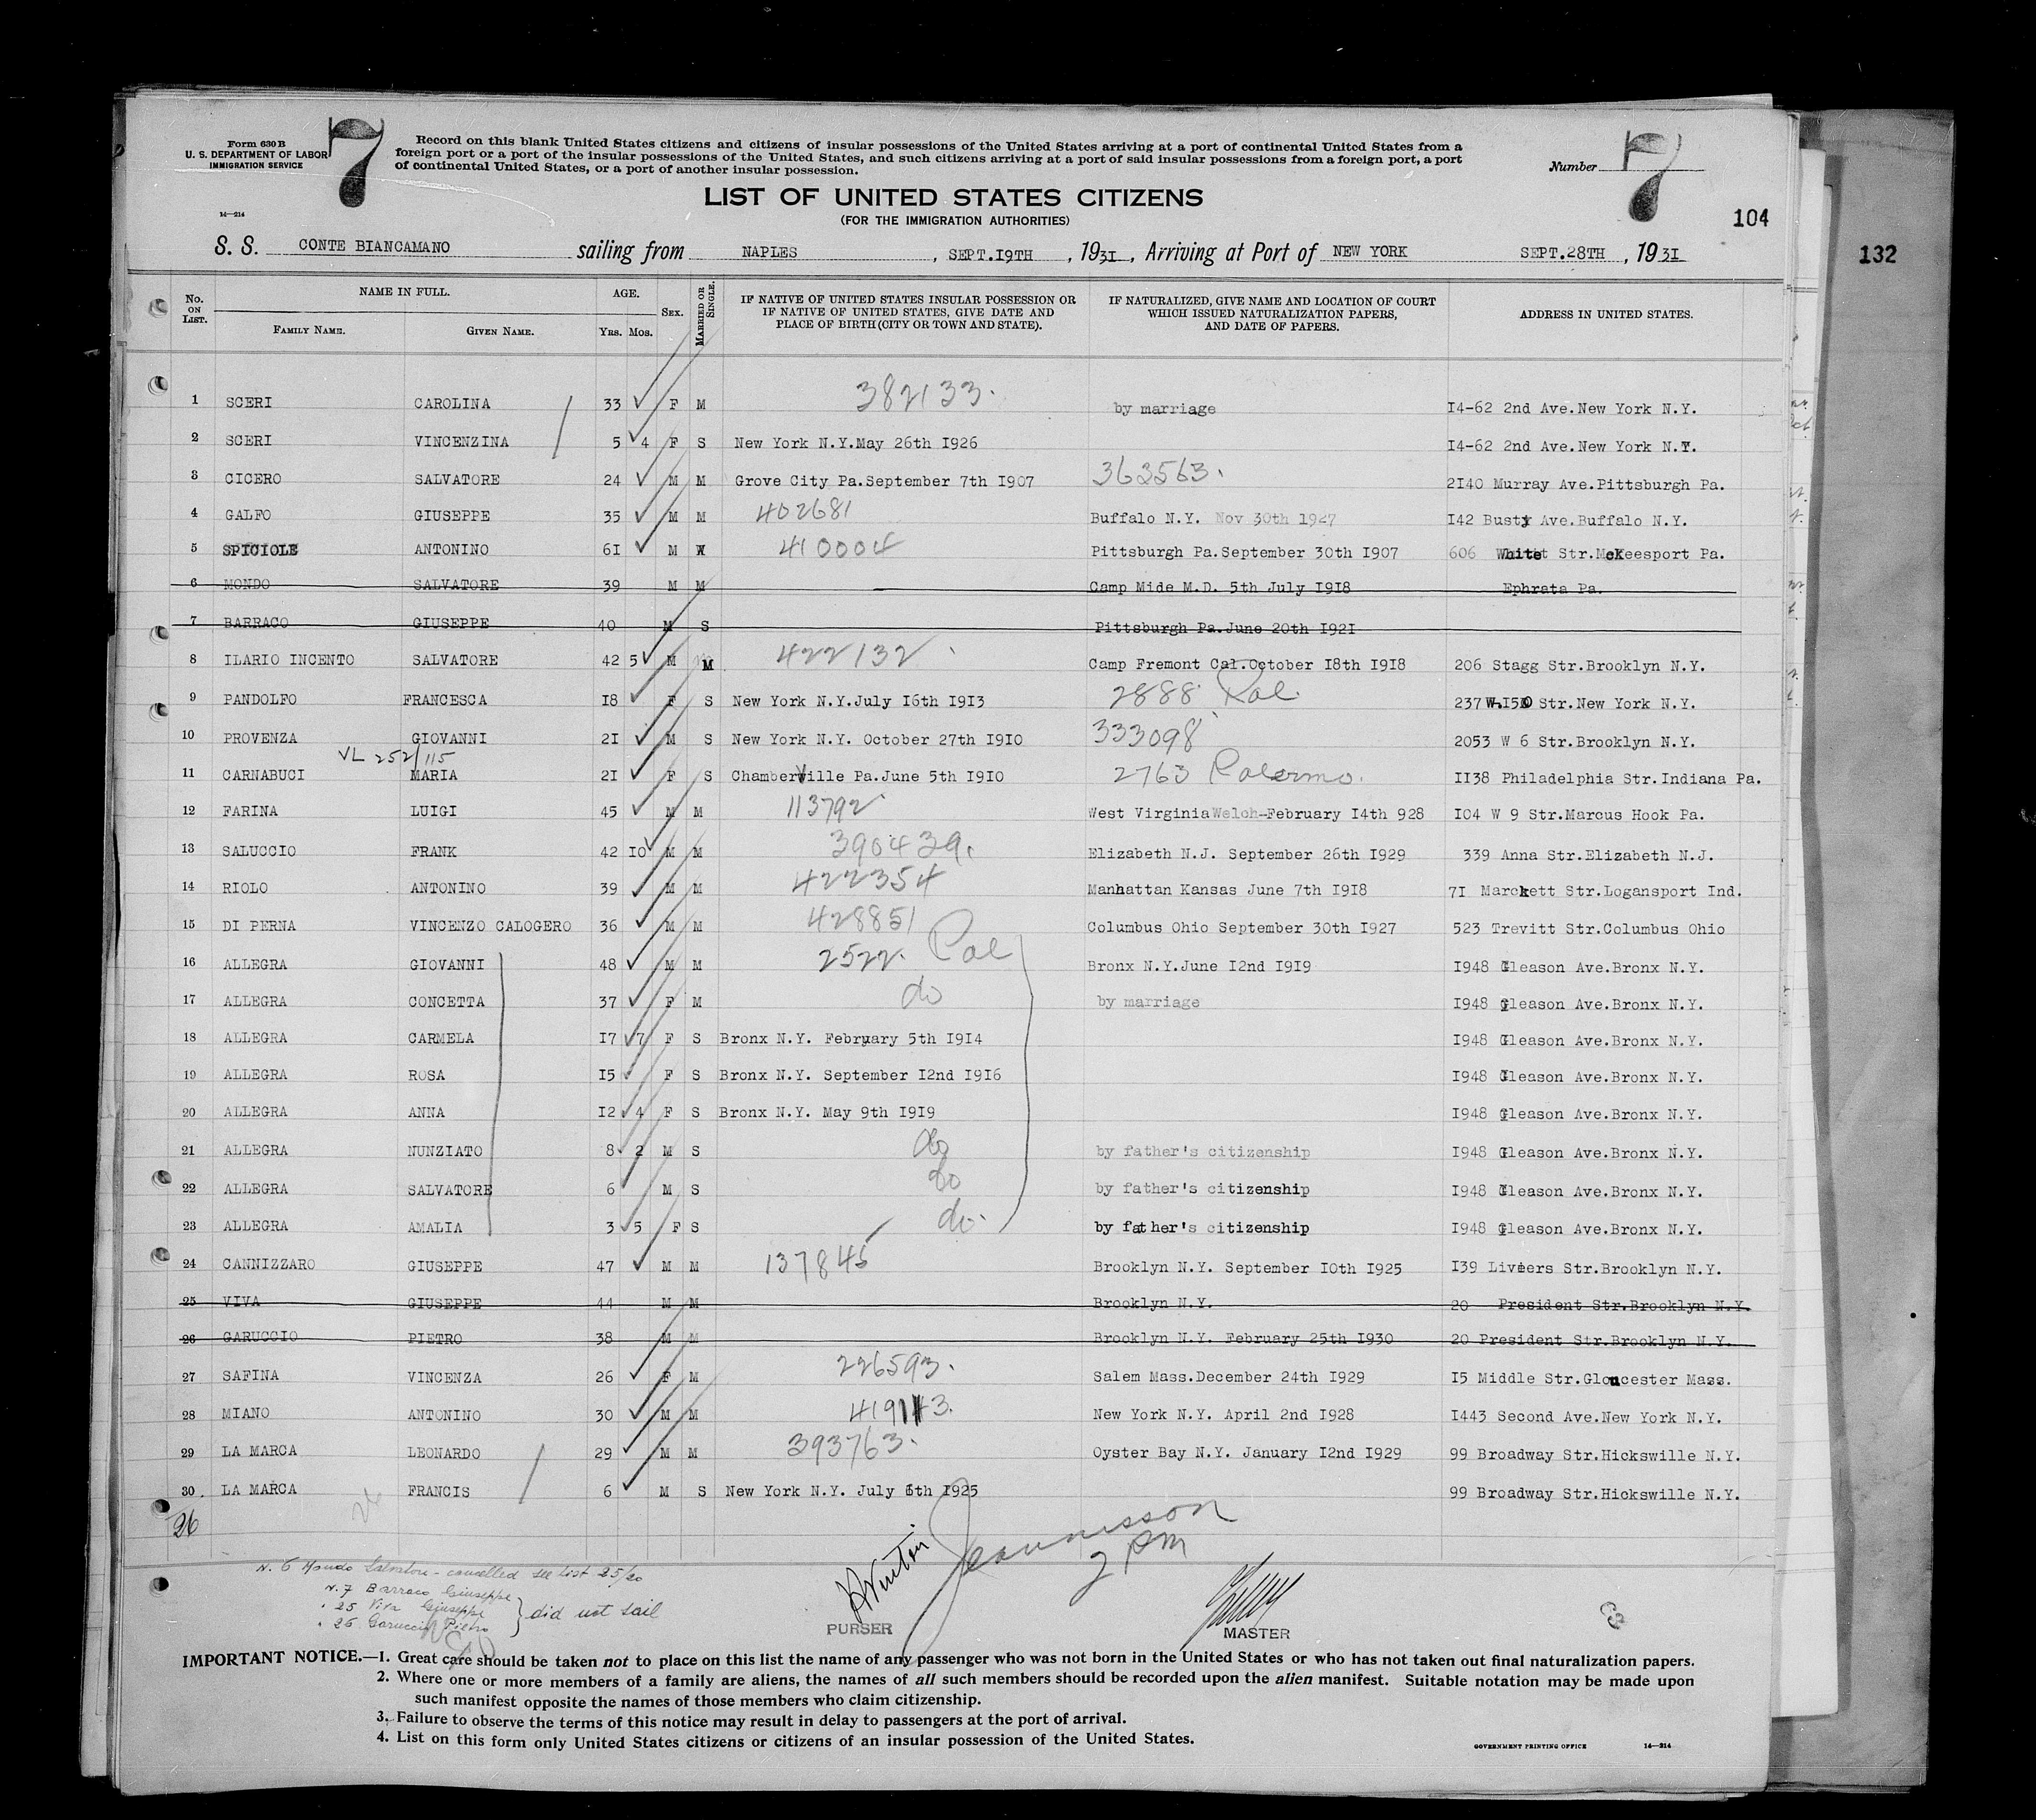 Form 630 B
U. S. DEPARTMENT OF LABOR
IMMIGRATION SERVICE
14—214
7
Record on this blank United States citizens and citizens of insular possessions of the United States arriving at a port of continental United States from a
foreign port or a port of the insular possessions of the United States, and such citizens arriving at a port of said insular possessions from a foreign port, a port
of continental United States, or a port of another insular possession.
Number 7
LIST OF UNITED STATES CITIZENS
(FOR THE IMMIGRATION AUTHORITIES)
104
132
S. S. CONTE BIANCAMANO sailing from NAPLES, SEPT.19TH, 1931, Arriving at Port of NEW YORK SEPT.28TH, 1931
No. ON LIST. NAME IN FULL. FAMILY NAME. GIVEN NAME. AGE. Yrs. Mos. SEX. MARRIED OR SINGLE. IF NATIVE OF UNITED STATES INSULAR POSSESSION OR IF NATIVE OF UNITED STATES, GIVE DATE AND PLACE OF BIRTH (CITY OR TOWN AND STATE). IF NATURALIZED, GIVE NAME AND LOCATION OF COURT WHICH ISSUED NATURALIZATION PAPERS, AND DATE OF PAPERS. ADDRESS IN UNITED STATES.
1 SCERI CAROLINA 33 F M 382133. by marriage 14-62 2nd Ave.New York N.Y.
2 SCERI VINCENZINA 5 4 F S New York N.Y.May 26th 1926 14-62 2nd Ave.New York N.Y.
3 CICERO SALVATORE 24 M M Grove City Pa.September 7th 1907 363563. 2140 Murray Ave.Pittsburgh Pa.
4 GALFO GIUSEPPE 35 M M 402681 Buffalo N.Y. Nov 30th 1927 142 Busty Ave.Buffalo N.Y.
5 SPICIOLE ANTONINO 61 M 410004 Pittsburgh Pa.September 30th 1907 606 White Str.McKeesport Pa.
6 MONDO SALVATORE 39 M M Camp Mide M.D. 5th July 1918 Ephrata Pa.
7 BARRACO GIUSEPPE 40 M S Pittsburgh Pa.June 20th 1921
8 ILARIO INCENTO SALVATORE 42 5 M M 422132. Camp Fremont Cal.October 18th 1918 206 Stagg Str.Brooklyn N.Y.
9 PANDOLFO FRANCESCA 18 F S New York N.Y.July 16th 1913 2888 Pal. 237 W.150 Str.New York N.Y.
10 PROVENZA GIOVANNI 21 M S New York N.Y. October 27th 1910 333098 2053 W 6 Str.Brooklyn N.Y.
VL 252/115
11 CARNABUCI MARIA 21 F S Chamberville Pa.June 5th 1910 2763 Palermo. 1138 Philadelphia Str.Indiana Pa.
12 FARINA LUIGI 45 M M 113792 West Virginia Welch-February 14th 928 104 W 9 Str.Marcus Hook Pa.
13 SALUCCIO FRANK 42 10 M M 390439. Elizabeth N.J. September 26th 1929 339 Anna Str.Elizabeth N.J.
14 RIOLO ANTONINO 39 M M 422354 Manhattan Kansas June 7th 1918 71 Marckett Str.Logansport Ind.
15 DI PERNA VINCENZO CALOGERO 36 M M 428851 Columbus Ohio September 30th 1927 523 Trevitt Str.Columbus Ohio
16 ALLEGRA GIOVANNI 48 M M 2522. Pal Bronx N.Y.June 12nd 1919 1948 Gleason Ave.Bronx N.Y.
17 ALLEGRA CONCETTA 37 F M do by marriage 1948 Gleason Ave.Bronx N.Y.
18 ALLEGRA CARMELA 17 7 F S Bronx N.Y. February 5th 1914 1948 Gleason Ave.Bronx N.Y.
19 ALLEGRA ROSA 15 F S Bronx N.Y. September 12nd 1916 1948 Gleason Ave.Bronx N.Y.
20 ALLEGRA ANNA 12 4 F S Bronx N.Y. May 9th 1919 1948 Gleason Ave.Bronx N.Y.
21 ALLEGRA NUNZIATO 8 2 M S do by father's citizenship 1948 Gleason Ave.Bronx N.Y.
22 ALLEGRA SALVATORE 6 M S do by father's citizenship 1948 Gleason Ave.Bronx N.Y.
23 ALLEGRA AMALIA 3 5 F S do. by father's citizenship 1948 Gleason Ave.Bronx N.Y.
24 CANNIZZARO GIUSEPPE 47 M M 137845 Brooklyn N.Y. September 10th 1925 139 Liveers Str.Brooklyn N.Y.
25 VIVA GIUSEPPE 44 M M Brooklyn N.Y. 20 President Str.Brooklyn N.Y.
26 GARUCCIO PIETRO 38 M M Brooklyn N.Y. February 25th 1930 20 President Str.Brooklyn N.Y.
27 SAFINA VINCENZA 26 F M 226593. Salem Mass.December 24th 1929 15 Middle Str.Gloucester Mass.
28 MIANO ANTONINO 30 M M 419143. New York N.Y. April 2nd 1928 1443 Second Ave.New York N.Y.
29 LA MARCA LEONARDO 29 M M 393763. Oyster Bay N.Y. January 12nd 1929 99 Broadway Str.Hickswille N.Y.
30. LA MARCA FRANCIS 6 M S New York N.Y. July 6th 1925 99 Broadway Str.Hickswille N.Y.
26 26
Jeannisson
2 PM
N. 6 Mondo Salvatore - cancelled see list 25/20
N. 7 Barraco Giuseppe
" 25 Viva Giuseppe } did not sail
" 26 Garuccio Pietro
PURSER
MASTER
IMPORTANT NOTICE.—1. Great care should be taken not to place on this list the name of any passenger who was not born in the United States or who has not taken out final naturalization papers.
2. Where one or more members of a family are aliens, the names of all such members should be recorded upon the alien manifest. Suitable notation may be made upon
such manifest opposite the names of those members who claim citizenship.
3. Failure to observe the terms of this notice may result in delay to passengers at the port of arrival.
4. List on this form only United States citizens or citizens of an insular possession of the United States.
GOVERNMENT PRINTING OFFICE 14—214